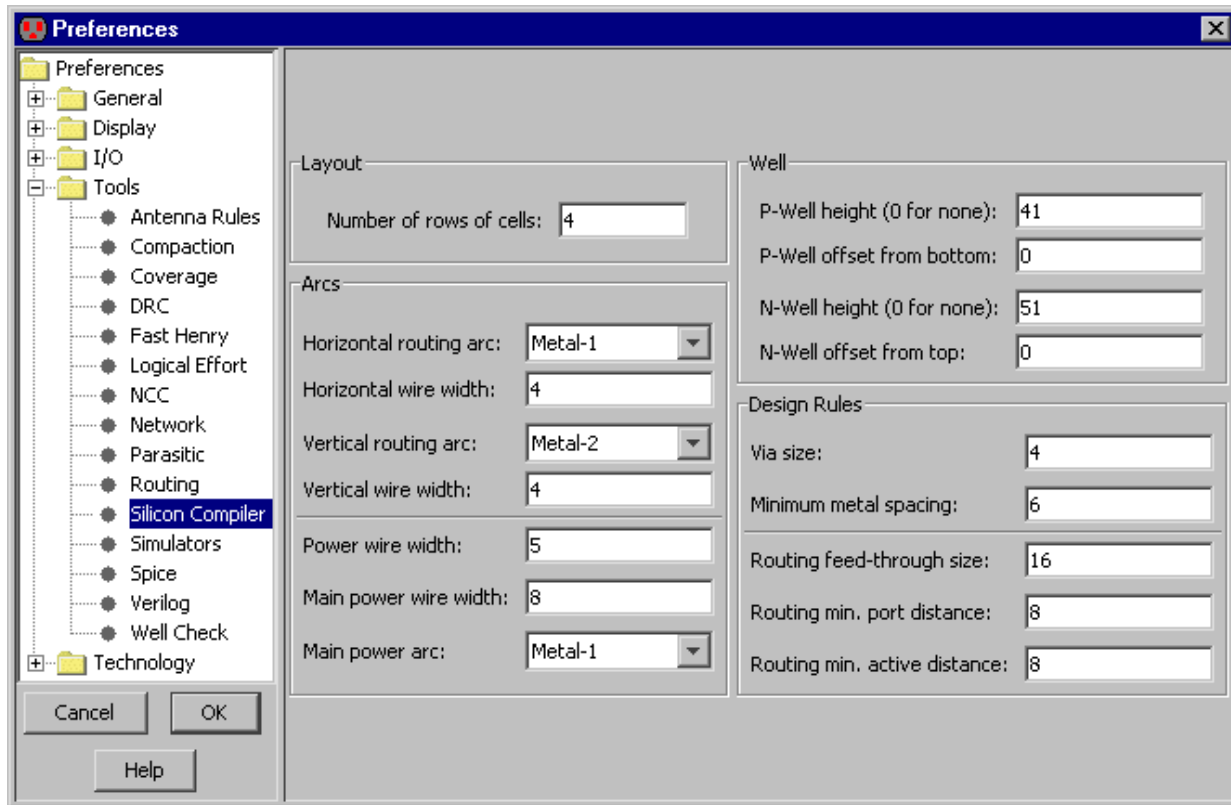 Preferences
Preferences
General
Display
I/O
Tools
Antenna Rules
Compaction
Coverage
DRC
Fast Henry
Logical Effort
NCC
Network
Parasitic
Routing
Silicon Compiler
Simulators
Spice
Verilog
Well Check
Technology
Cancel OK
Help
Layout
Number of rows of cells: 4
Arcs
Horizontal routing arc: Metal-1
Horizontal wire width: 4
Vertical routing arc: Metal-2
Vertical wire width: 4
Power wire width: 5
Main power wire width: 8
Main power arc: Metal-1
Well
P-Well height (0 for none): 41
P-Well offset from bottom: 0
N-Well height (0 for none): 51
N-Well offset from top: 0
Design Rules
Via size: 4
Minimum metal spacing: 6
Routing feed-through size: 16
Routing min. port distance: 8
Routing min. active distance: 8